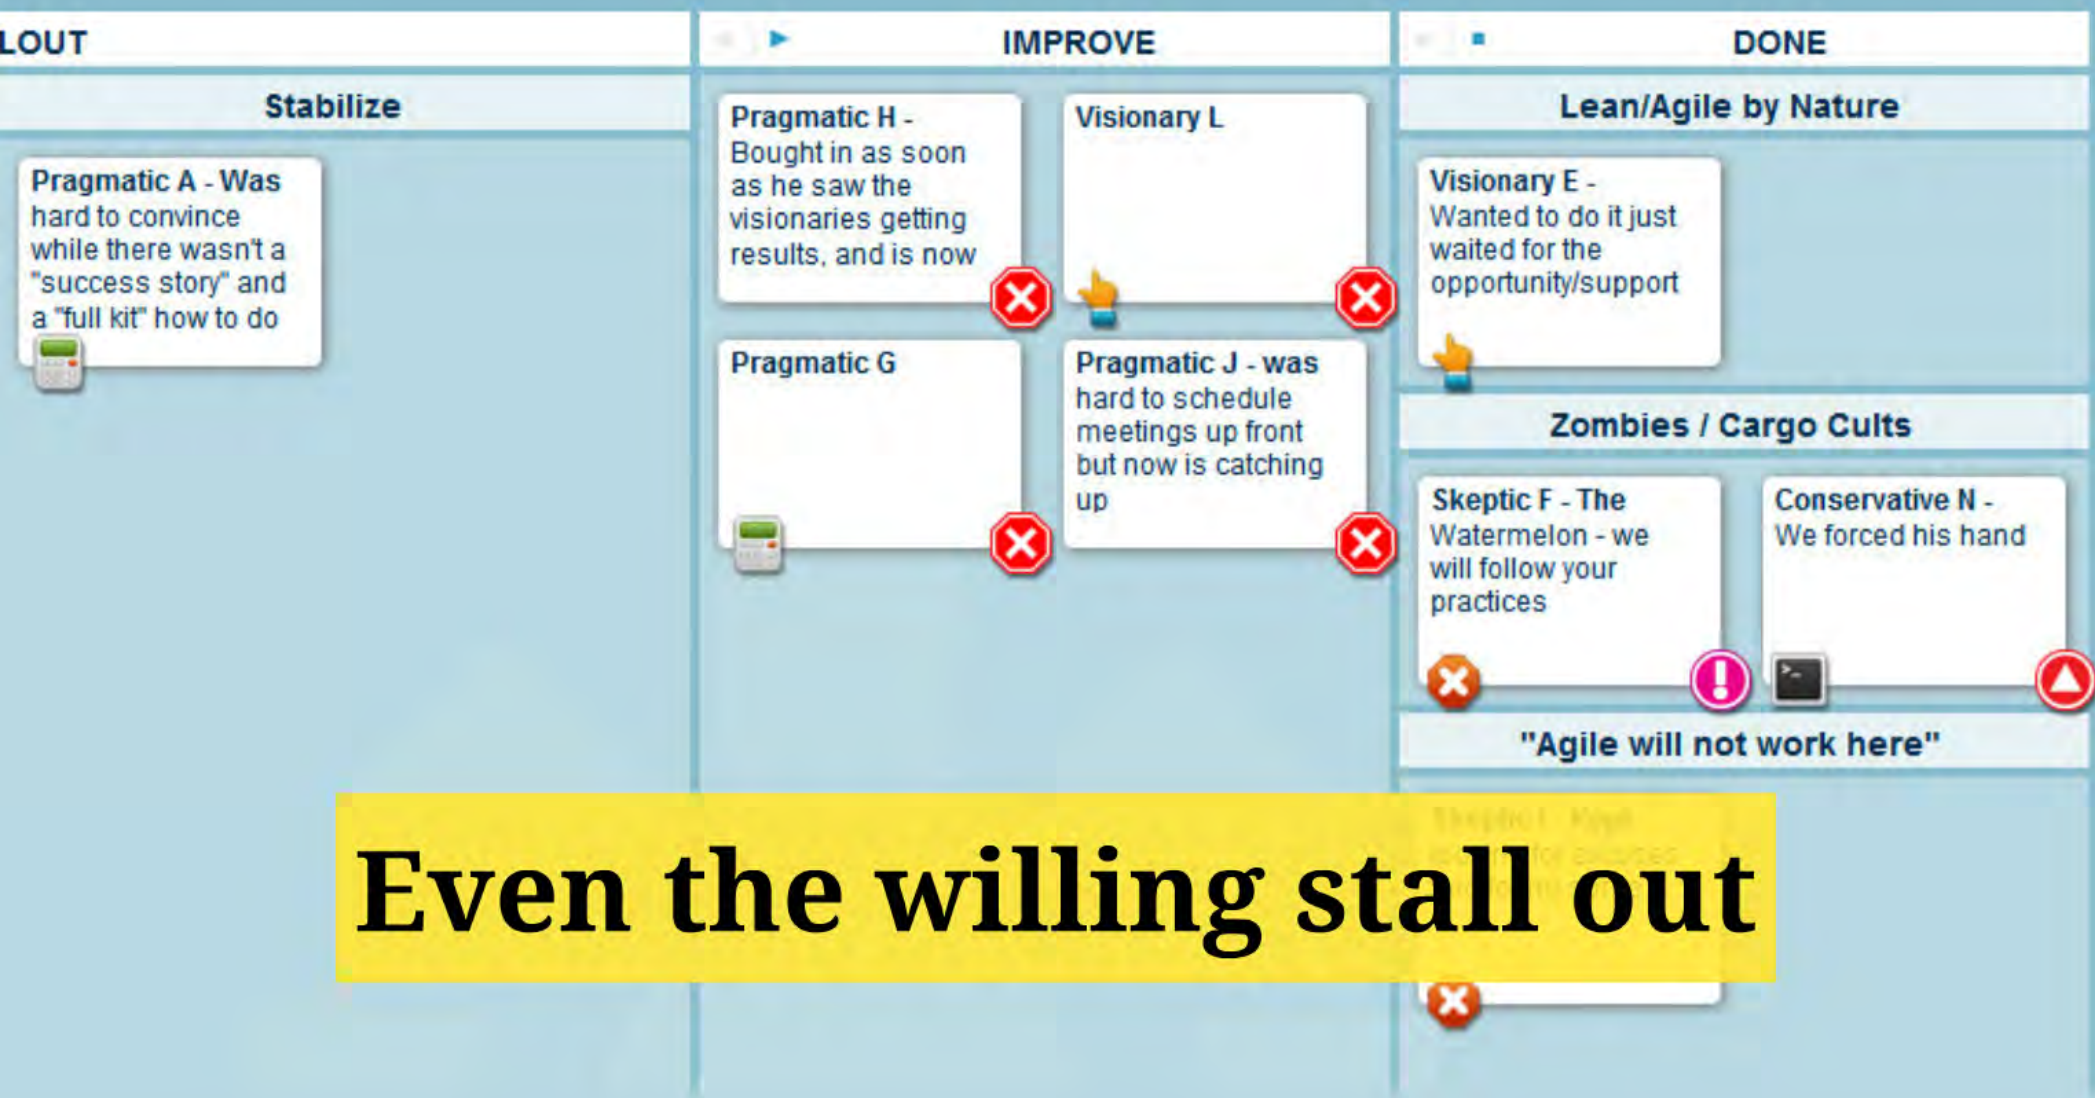 LOUT
Stabilize
Pragmatic A - Was
hard to convince
while there wasn't a
"success story" and
a "full kit" how to do
IMPROVE
Pragmatic H -
Bought in as soon
as he saw the
visionaries getting
results, and is now
Visionary L
Pragmatic G
Pragmatic J - was
hard to schedule
meetings up front
but now is catching
up
DONE
Lean/Agile by Nature
Visionary E -
Wanted to do it just
waited for the
opportunity/support
Zombies / Cargo Cults
Skeptic F - The
Watermelon - we
will follow your
practices
Conservative N -
We forced his hand
"Agile will not work here"
Even the willing stall out